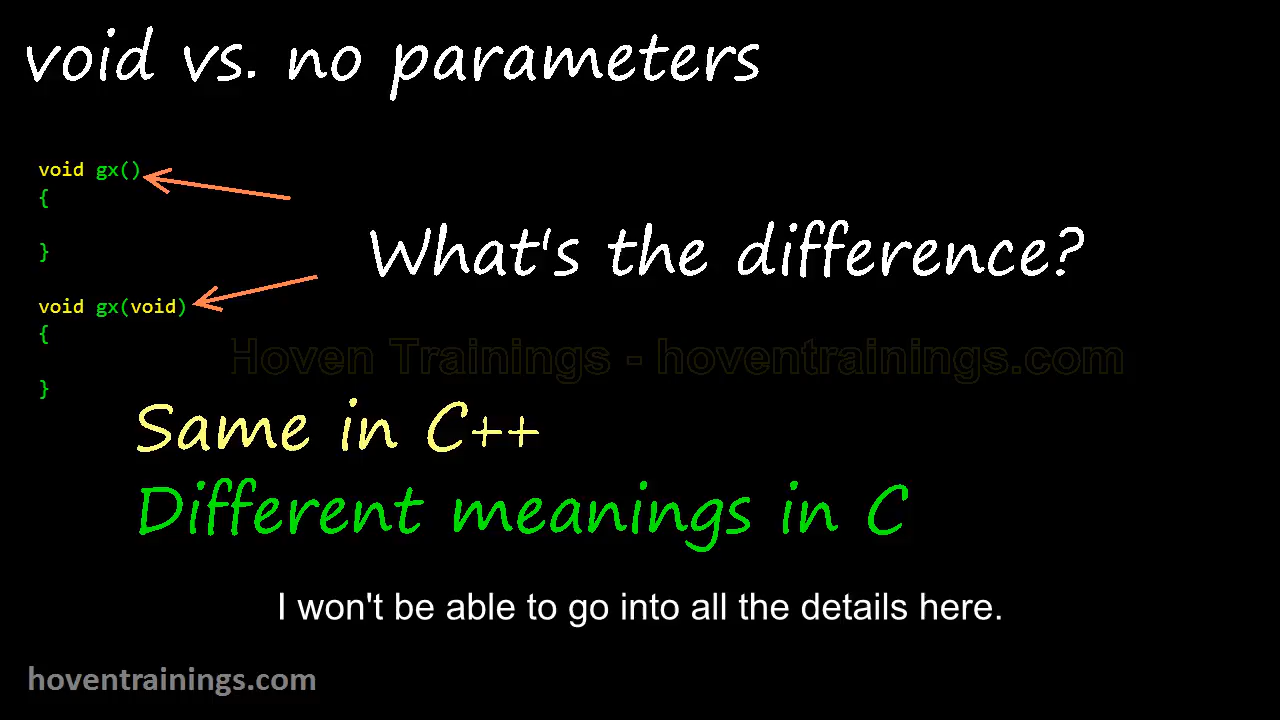 void vs. no parameters
void gx()
{
}
What's the difference?
void gx(void)
{
Hoven Trainings - hoventrainings.com
}
Same in C++
Different meanings in C
I won't be able to go into all the details here.
hoventrainings.com